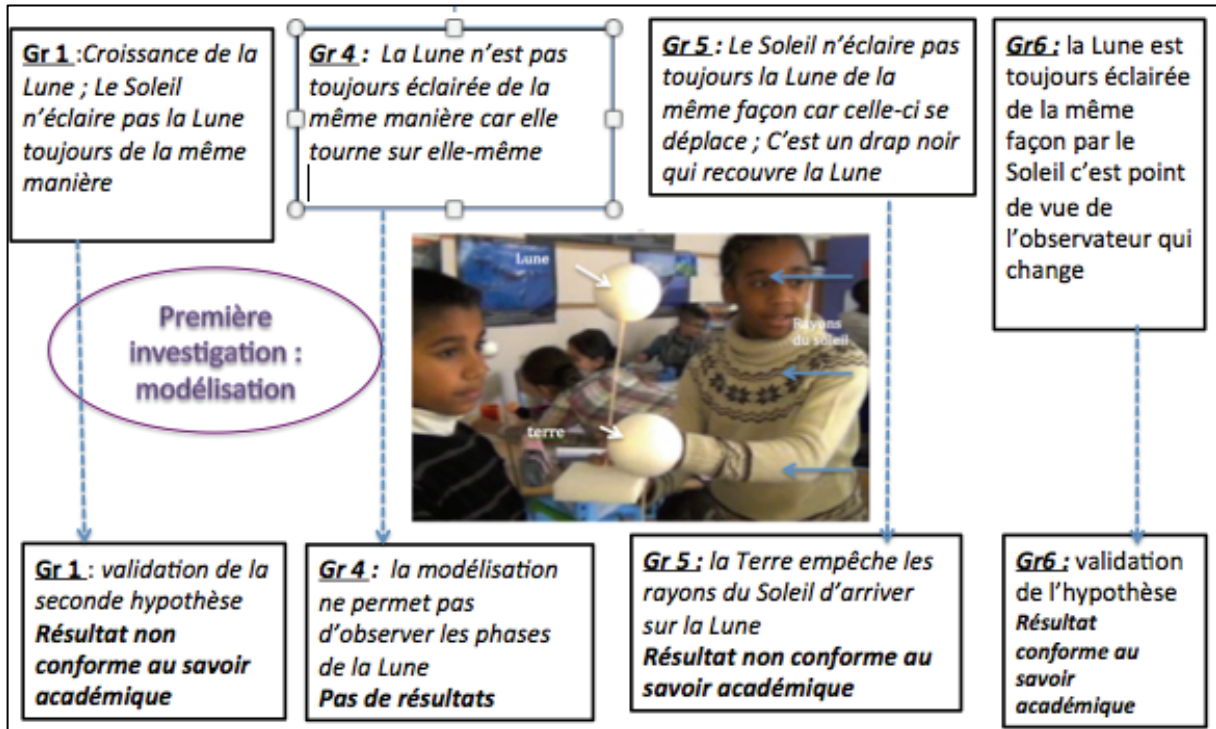 Gr 1 :Croissance de la
Lune ; Le Soleil
n’éclaire pas la Lune
toujours de la même
manière
Gr 4 : La Lune n’est pas
toujours éclairée de la
même manière car elle
tourne sur elle-même
Gr 5 : Le Soleil n’éclaire pas
toujours la Lune de la
même façon car celle-ci se
déplace ; C’est un drap noir
qui recouvre la Lune
Gr6 : la Lune est
toujours éclairée
de la même
façon par le
Soleil c’est point
de vue de
l’observateur qui
change
Première
investigation :
modélisation
Lune
Rayons
du soleil
terre
Gr 1 : validation de la
seconde hypothèse
Résultat non
conforme au savoir
académique
Gr 4 : la modélisation
ne permet pas
d’observer les phases
de la Lune
Pas de résultats
Gr 5 : la Terre empêche les
rayons du Soleil d’arriver
sur la Lune
Résultat non conforme au
savoir académique
Gr6 : validation
de l’hypothèse
Résultat
conforme au
savoir
académique